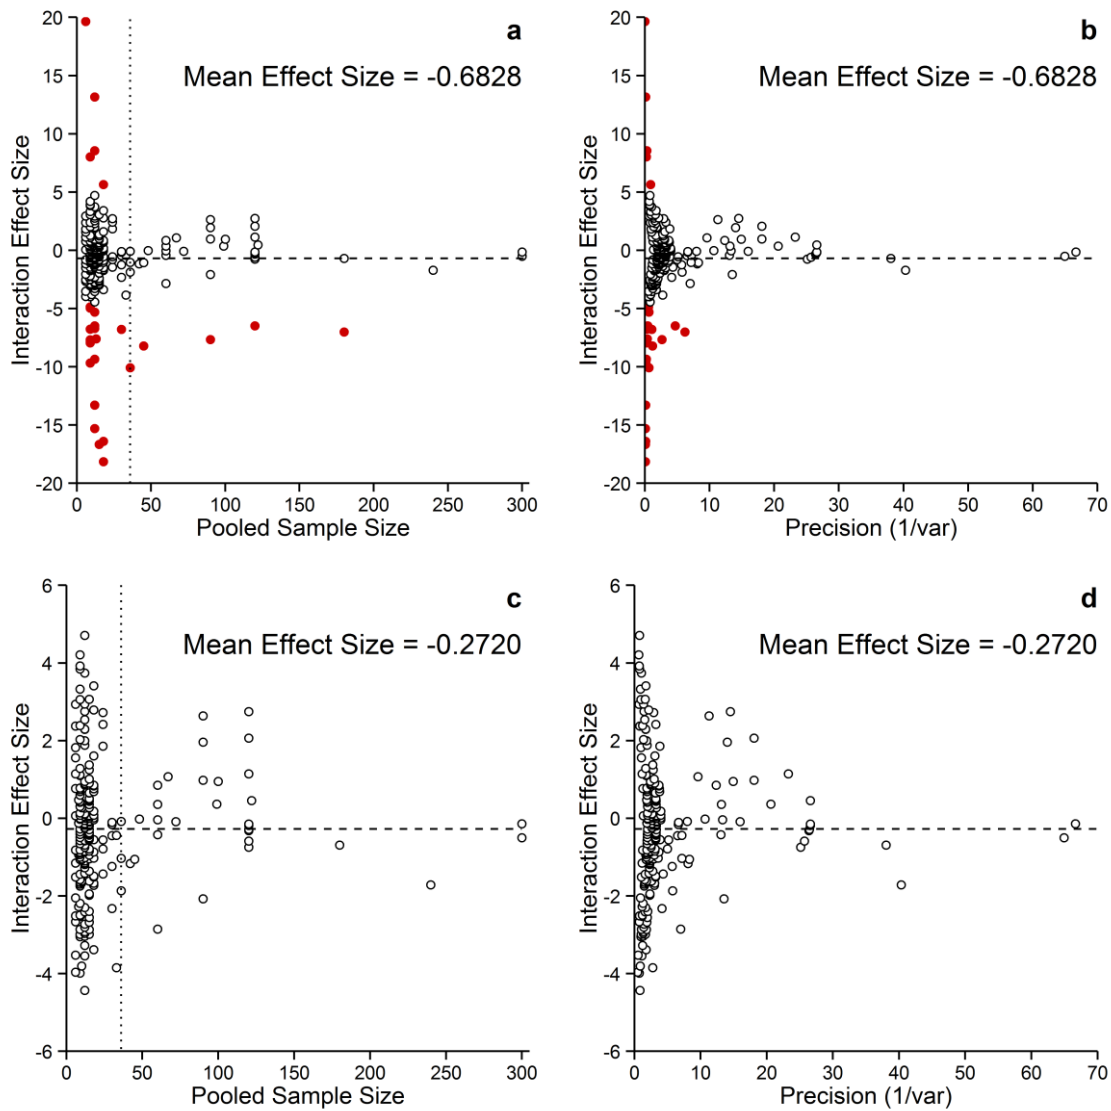 a
Mean Effect Size = -0.6828
Interaction Effect Size
20
15
10
5
0
-5
-10
-15
-20
0 50 100 150 200 250 300
Pooled Sample Size
b
Mean Effect Size = -0.6828
Interaction Effect Size
20
15
10
5
0
-5
-10
-15
-20
0 10 20 30 40 50 60 70
Precision (1/var)
c
Mean Effect Size = -0.2720
Interaction Effect Size
6
4
2
0
-2
-4
-6
0 50 100 150 200 250 300
Pooled Sample Size
d
Mean Effect Size = -0.2720
Interaction Effect Size
6
4
2
0
-2
-4
-6
0 10 20 30 40 50 60 70
Precision (1/var)